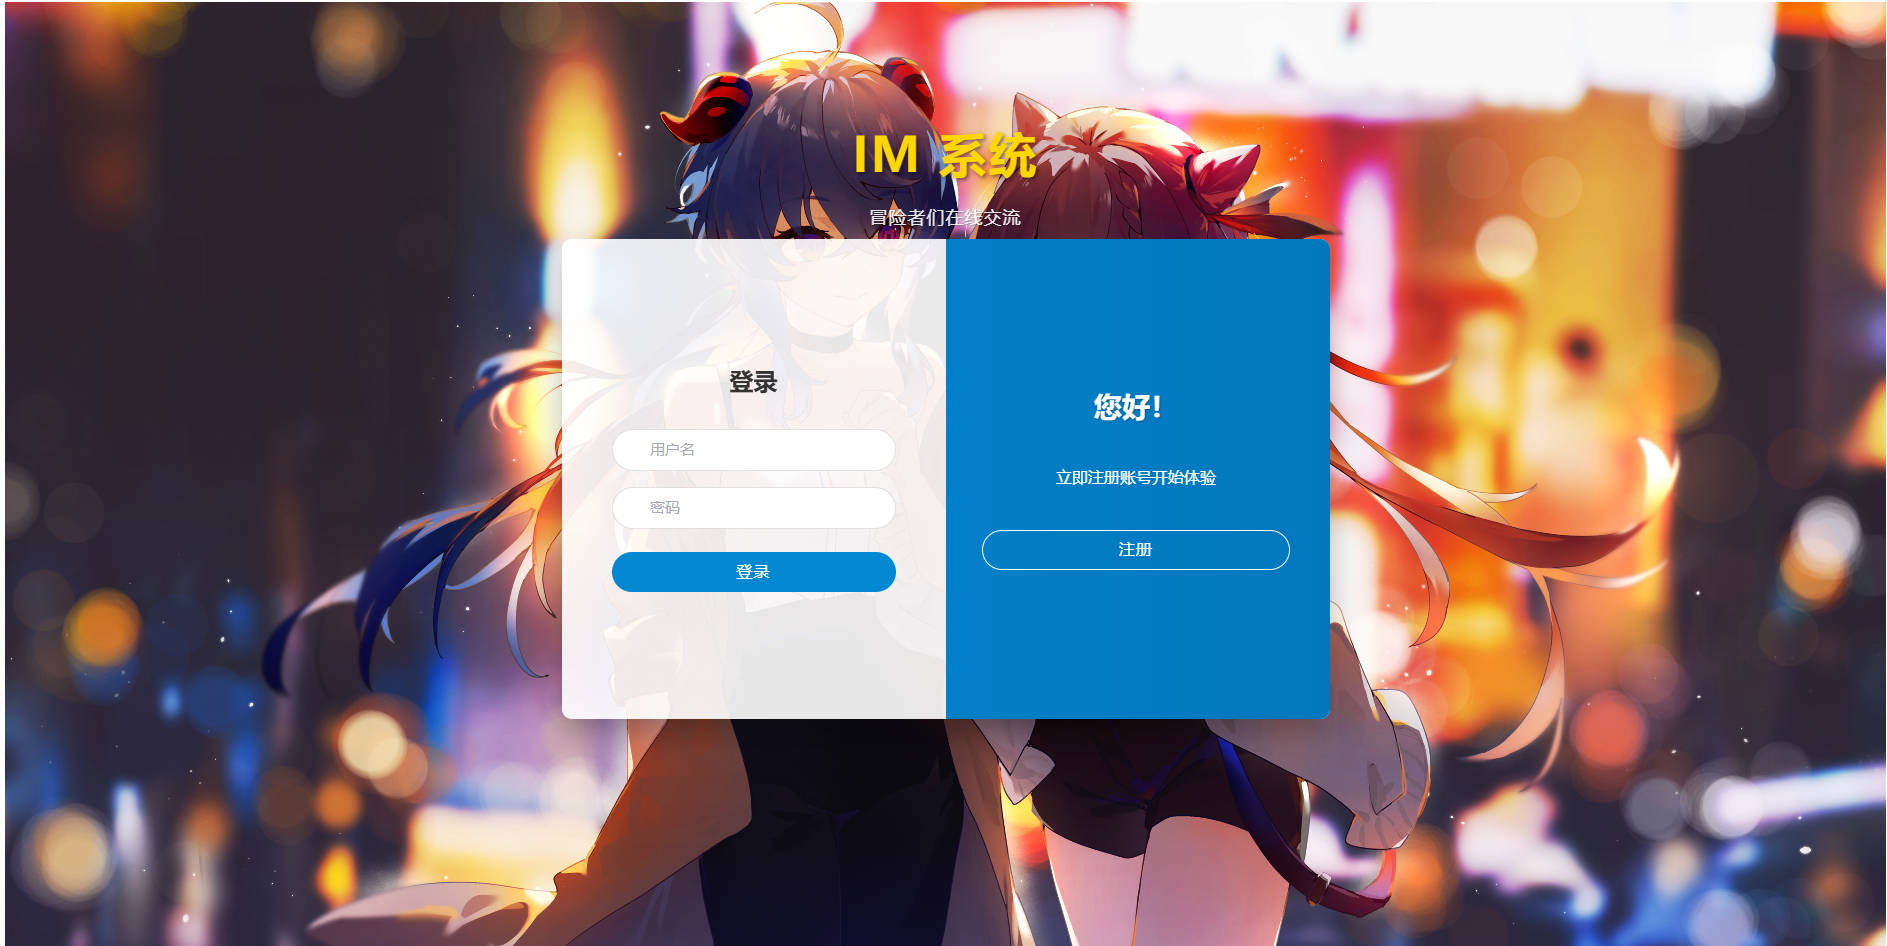 IM 系统
冒险者们在线交流
登录
用户名
密码
登录
您好！
立即注册账号开始体验
注册